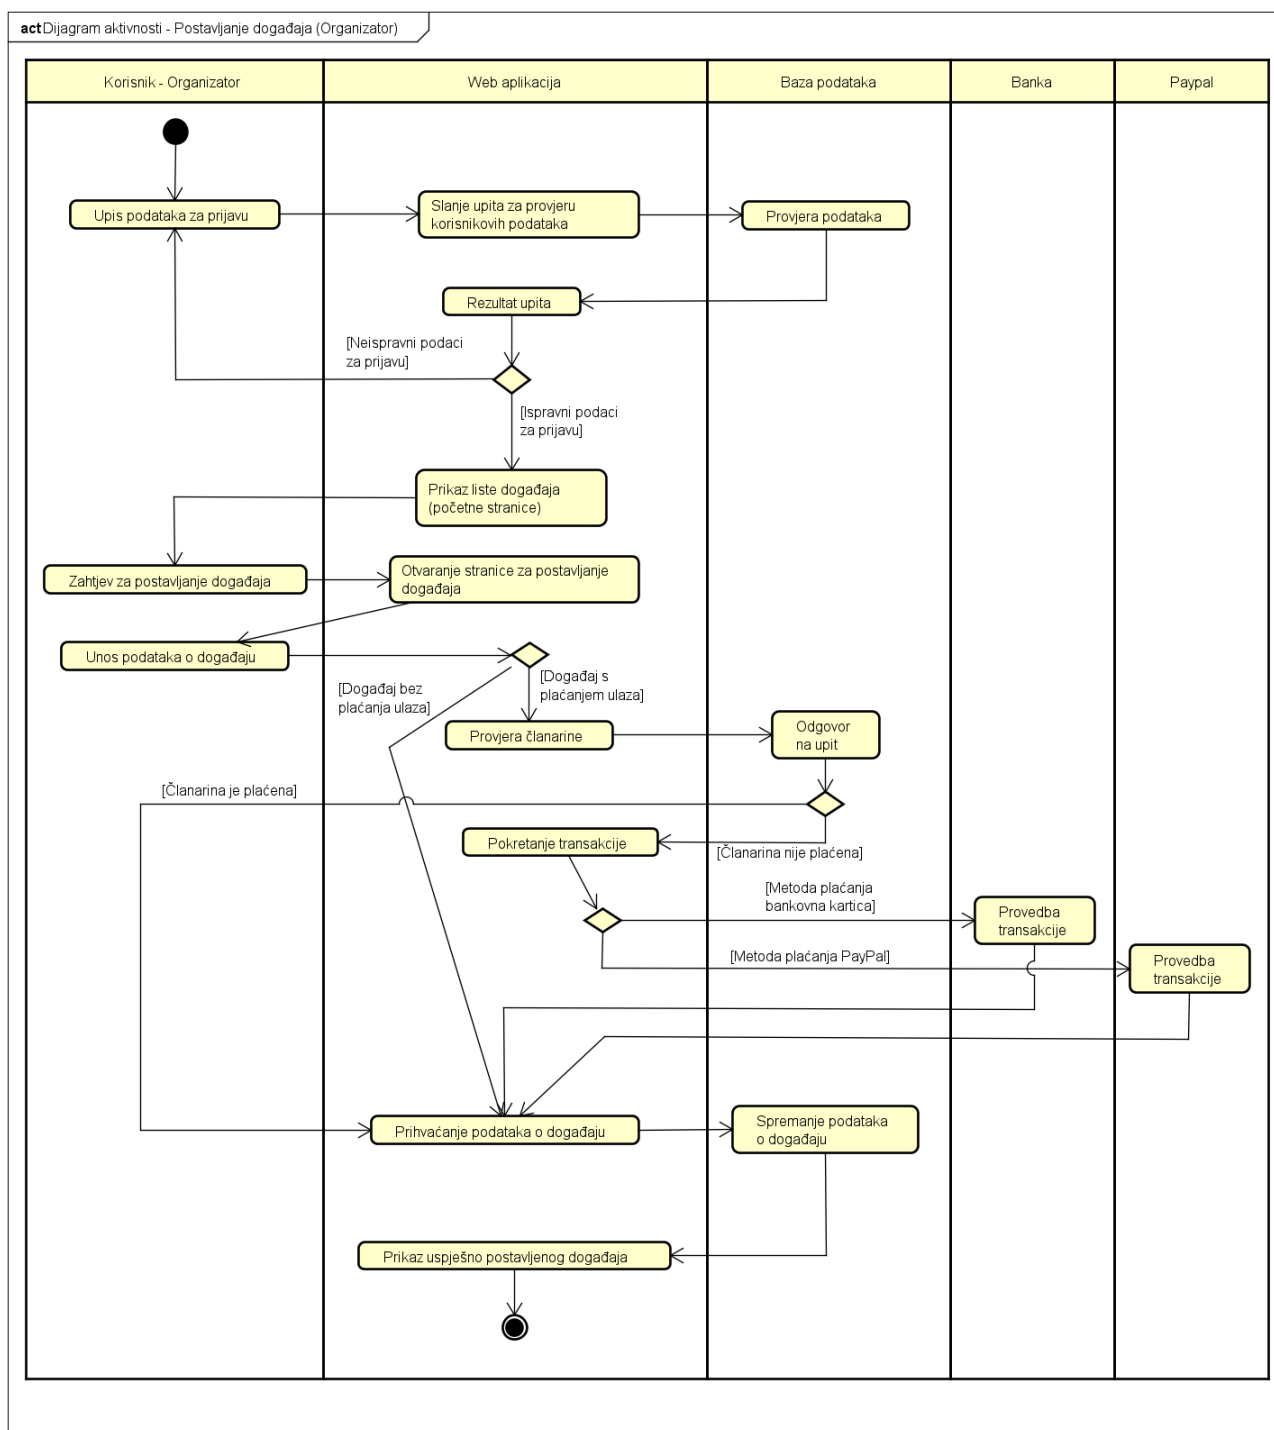 act Dijagram aktivnosti - Postavljanje događaja (Organizator)
Korisnik - Organizator
Web aplikacija
Baza podataka
Banka
Paypal
Upis podataka za prijavu
Slanje upita za provjeru
korisnikovih podataka
Provjera podataka
Rezultat upita
[Neispravni podaci
za prijavu]
[Ispravni podaci
za prijavu]
Prikaz liste događaja
(početne stranice)
Zahtjev za postavljanje događaja
Otvaranje stranice za postavljanje
događaja
Unos podataka o događaju
[Događaj bez
plaćanja ulaza]
[Događaj s
plaćanjem ulaza]
Provjera članarine
Odgovor
na upit
[Članarina je plaćena]
Pokretanje transakcije
[Članarina nije plaćena]
[Metoda plaćanja
bankovna kartica]
Provedba
transakcije
[Metoda plaćanja PayPal]
Provedba
transakcije
Prihvaćanje podataka o događaju
Spremanje podataka
o događaju
Prikaz uspješno postavljenog događaja